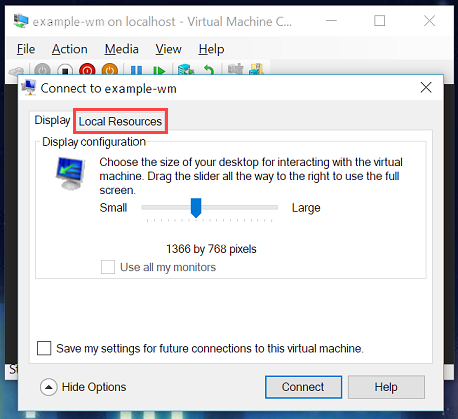 example-wm on localhost - Virtual Machine C...
File Action Media View Help
Connect to example-wm
Display Local Resources
Display configuration
Choose the size of your desktop for interacting with the virtual
machine. Drag the slider all the way to the right to use the full
screen.
Small Large
1366 by 768 pixels
Use all my monitors
Save my settings for future connections to this virtual machine.
Hide Options Connect Help